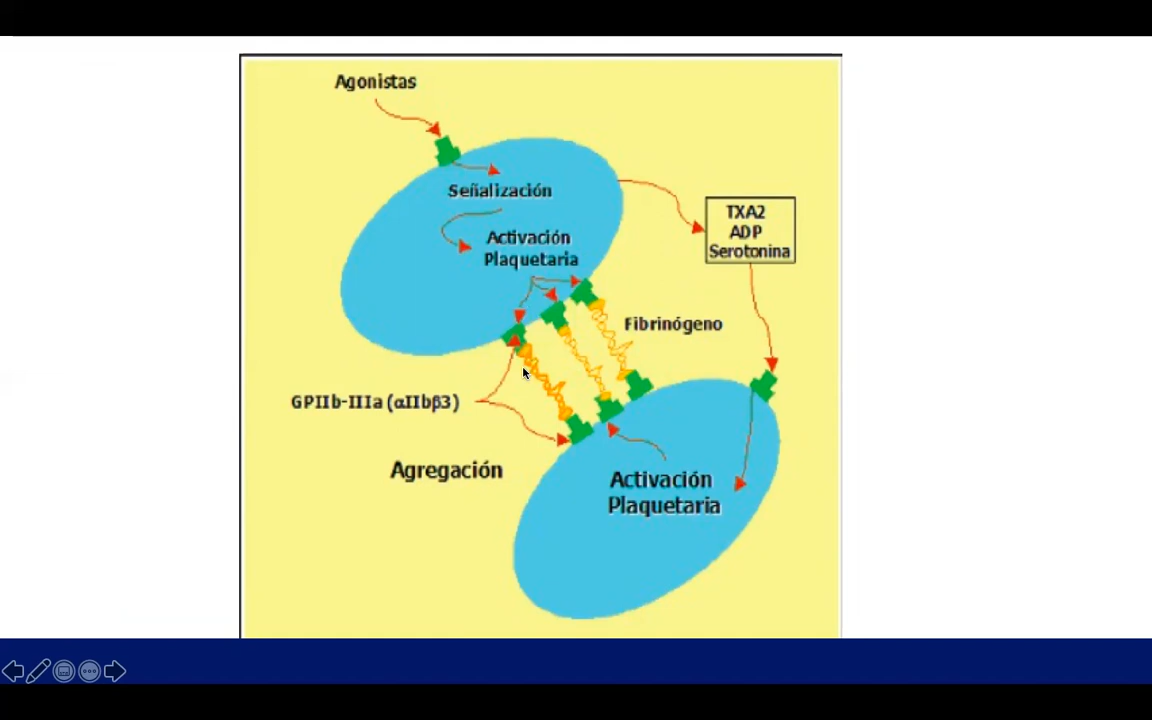 Agonistas
Señalización
Activación
Plaquetaria
TXA2
ADP
Serotonina
Fibrinógeno
GPIIb-IIIa (αIIbβ3)
Agregación
Activación
Plaquetaria